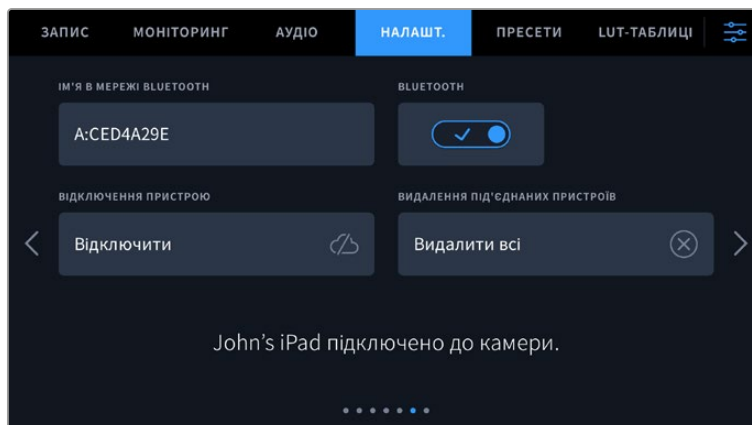 ЗАПИС МОНІТОРИНГ АУДІО НАЛАШТ. ПРЕСЕТИ LUT-ТАБЛИЦІ
ІМ'Я В МЕРЕЖІ BLUETOOTH BLUETOOTH
A:CED4A29E
ВІДКЛЮЧЕННЯ ПРИСТРОЮ ВИДАЛЕННЯ ПІД'ЄДНАНИХ ПРИСТРОЇВ
Відключити Видалити всі
John’s iPad підключено до камери.